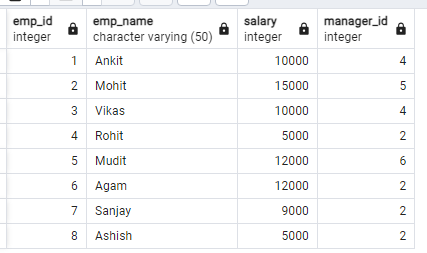 emp_id emp_name salary manager_id
integer character varying (50) integer integer
1 Ankit 10000 4
2 Mohit 15000 5
3 Vikas 10000 4
4 Rohit 5000 2
5 Mudit 12000 6
6 Agam 12000 2
7 Sanjay 9000 2
8 Ashish 5000 2